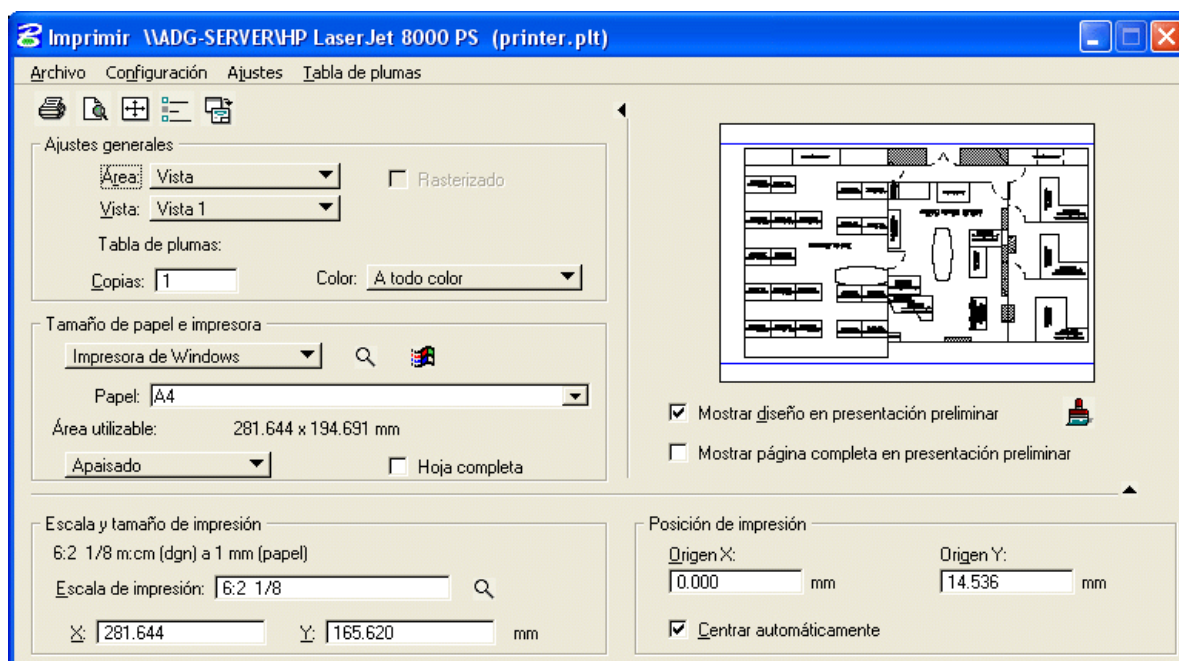 Imprimir \\ADG-SERVER\HP LaserJet 8000 PS (printer.plt)
Archivo Configuración Ajustes Tabla de plumas
Ajustes generales
Área: Vista
Rasterizado
Vista: Vista 1
Tabla de plumas:
Copias: 1
Color: A todo color
Tamaño de papel e impresora
Impresora de Windows
Papel: A4
Área utilizable: 281.644 x 194.691 mm
Apaisado
Hoja completa
Mostrar diseño en presentación preliminar
Mostrar página completa en presentación preliminar
Escala y tamaño de impresión
6:2 1/8 m:cm (dgn) a 1 mm (papel)
Escala de impresión: 6:2 1/8
X: 281.644 Y: 165.620 mm
Posición de impresión
Origen X: Origen Y:
0.000 mm 14.536 mm
Centrar automáticamente